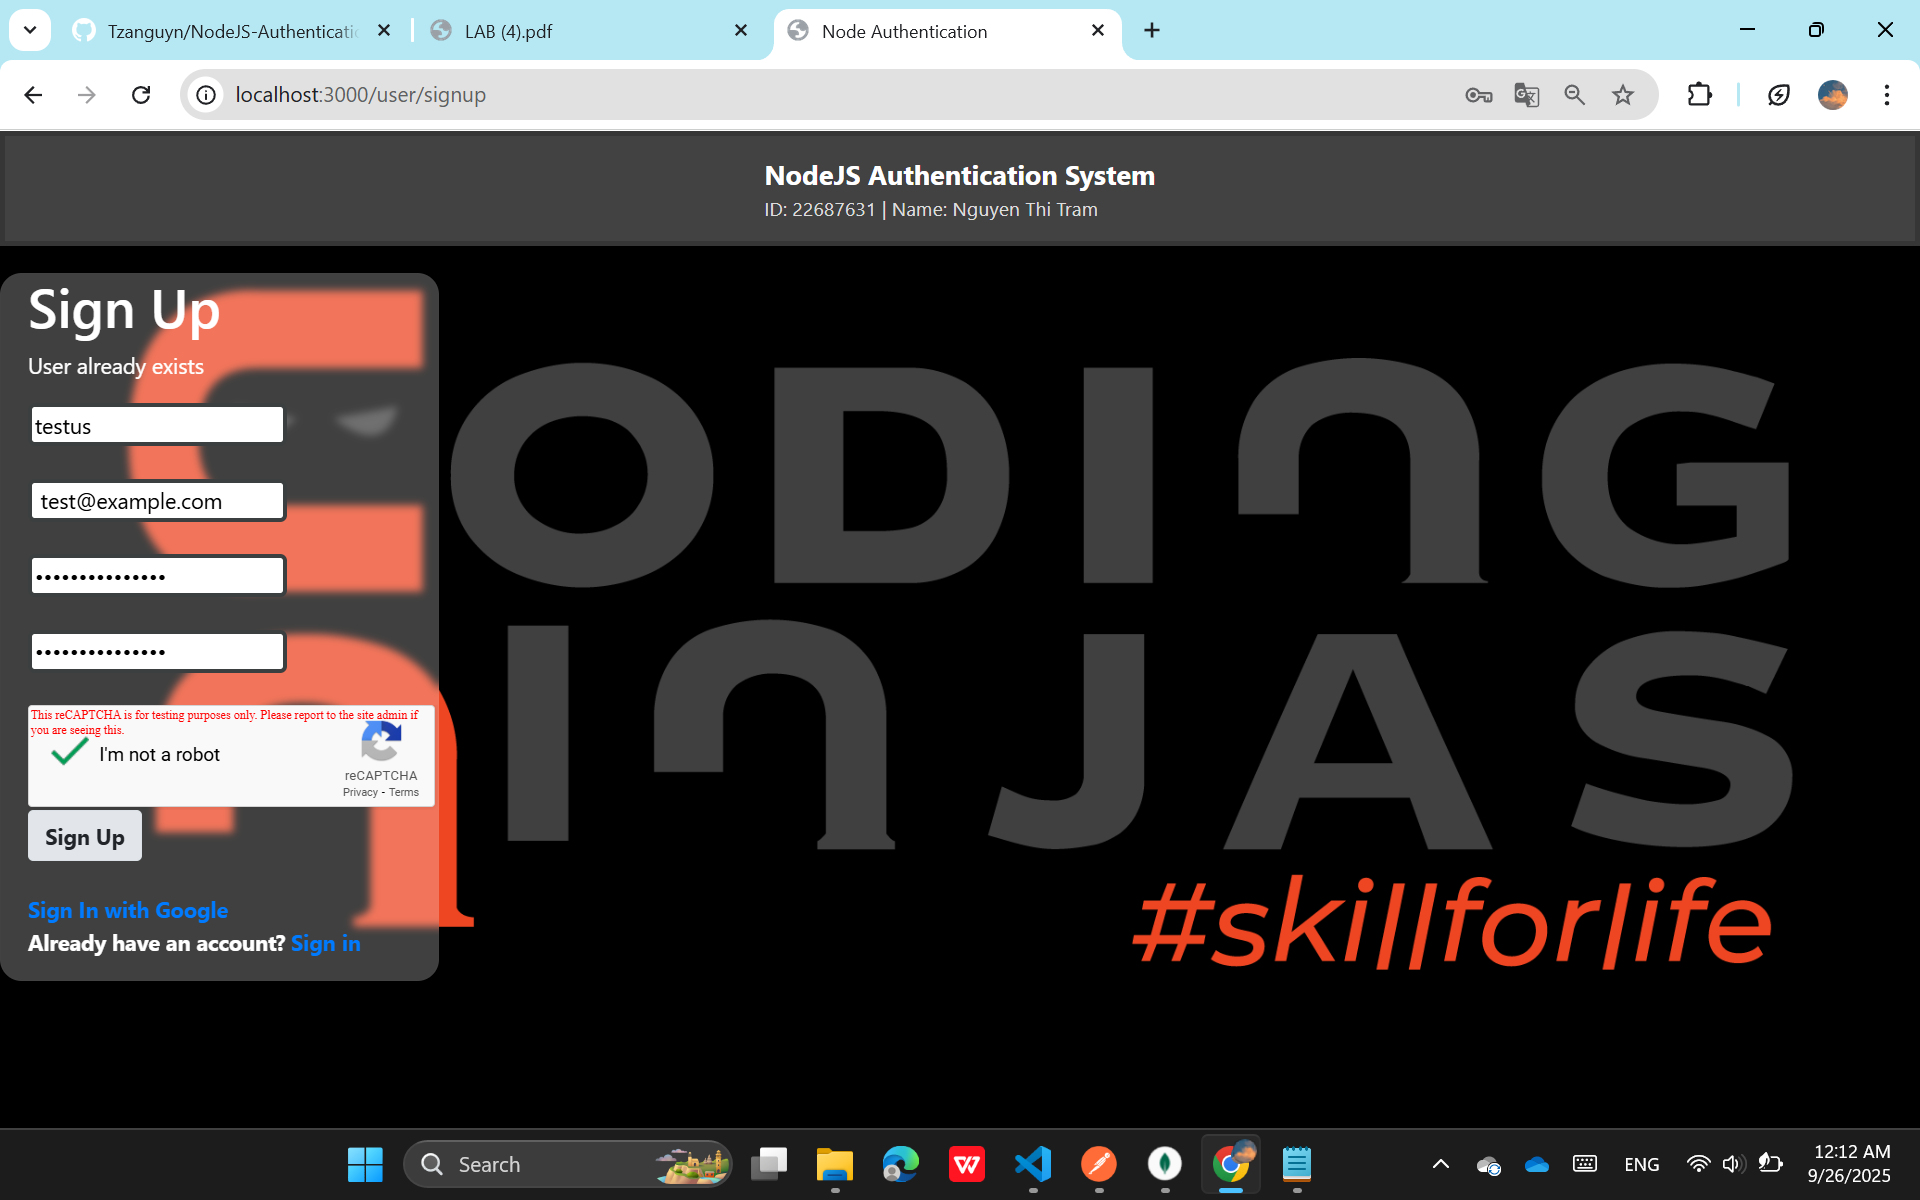 Tzanguyn/NodeJS-Authenticatio
LAB (4).pdf
Node Authentication
localhost:3000/user/signup
NodeJS Authentication System
ID: 22687631 | Name: Nguyen Thi Tram
Sign Up
User already exists
testus
test@example.com
•••••••••••••••
•••••••••••••••
This reCAPTCHA is for testing purposes only. Please report to the site admin if
you are seeing this.
I'm not a robot
reCAPTCHA
Privacy - Terms
Sign Up
Sign In with Google
Already have an account? Sign in
CODING
NINJAS
#skillforlife
Search
ENG
12:12 AM
9/26/2025